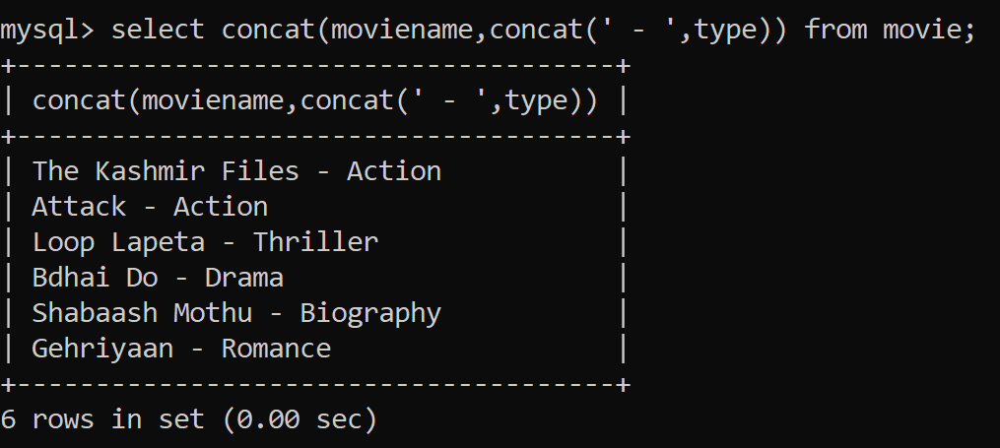 mysql> select concat(moviename,concat(' - ',type)) from movie;
+--------------------------------------+
| concat(moviename,concat(' - ',type)) |
+--------------------------------------+
| The Kashmir Files - Action           |
| Attack - Action                      |
| Loop Lapeta - Thriller               |
| Bdhai Do - Drama                     |
| Shabaash Mothu - Biography           |
| Gehriyaan - Romance                  |
+--------------------------------------+
6 rows in set (0.00 sec)